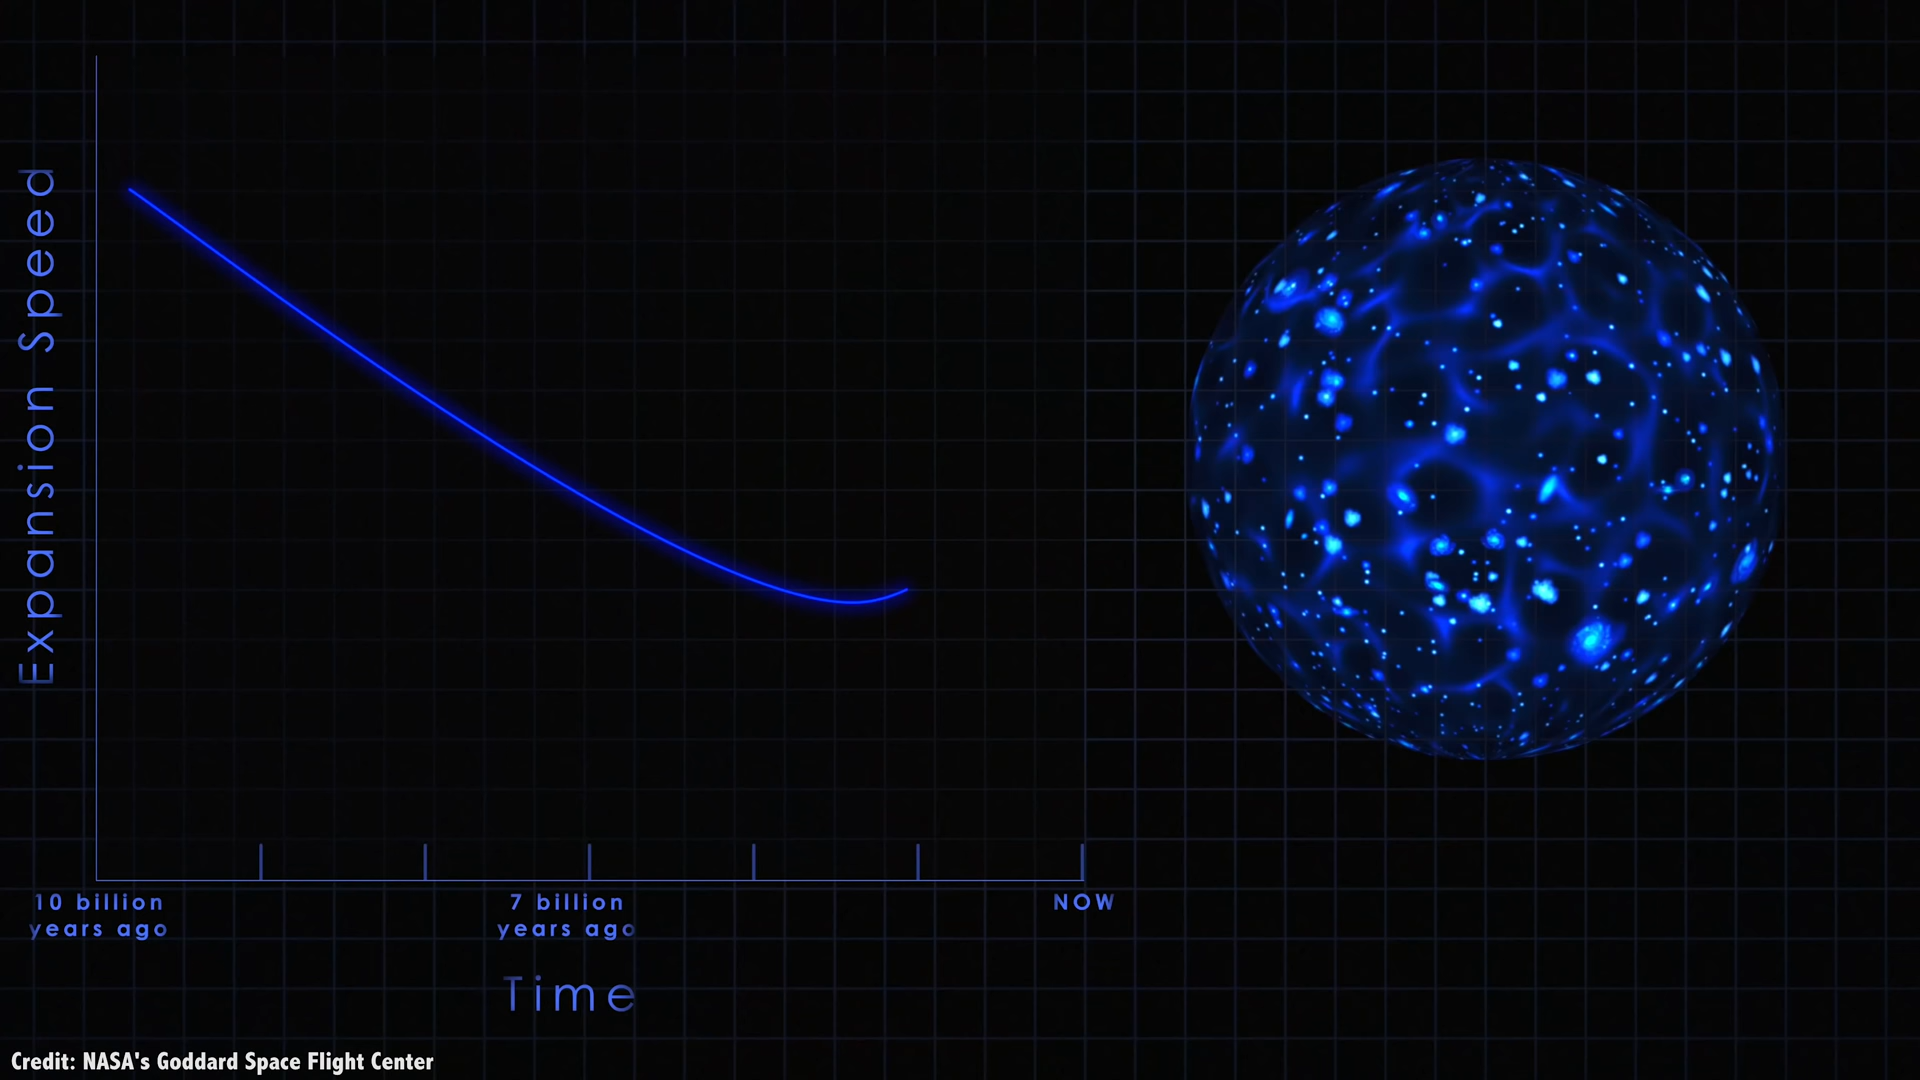 Expansion Speed
10 billion
years ago
7 billion
years ago
NOW
Time
Credit: NASA's Goddard Space Flight Center